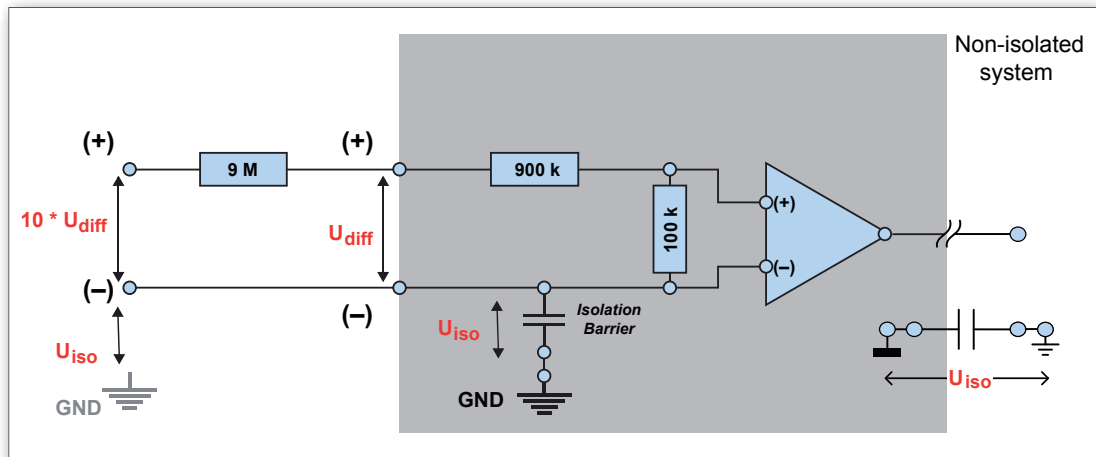 Non-isolated
system
(+)
(+)
9 M
900 k
100 k
10 * Udiff
Udiff
(+)
(–)
(–)
(–)
Uiso
Isolation
Barrier
Uiso
GND
GND
Uiso